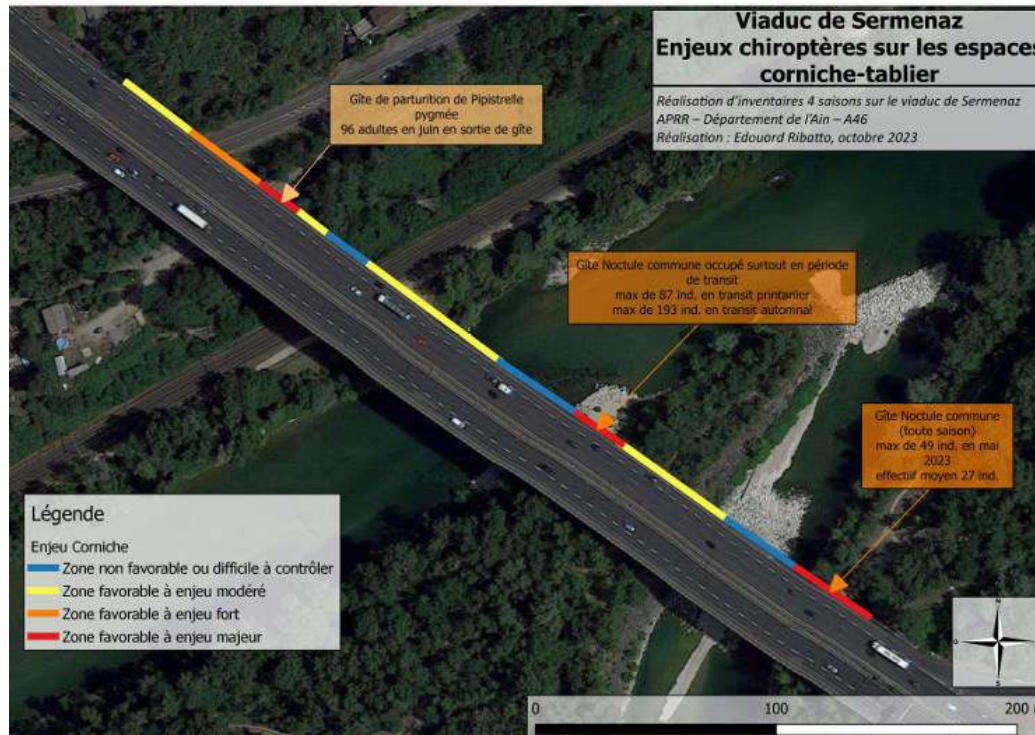 Viaduc de Sermenaz
Enjeux chiroptères sur les espaces
corniche-tablier
Réalisation d'inventaires 4 saisons sur le viaduc de Sermenaz
APRR – Département de l'Ain – A46
Réalisation : Edouard Ribatto, octobre 2023
Gîte de parturition de Pipistrelle
pygmée
96 adultes en juin en sortie de gîte
Gîte Noctule commune occupé surtout en période
de transit
max de 87 ind. en transit printanier
max de 193 ind. en transit automnal
Gîte Noctule commune
(toute saison)
max de 49 ind. en mai
2023
effectif moyen 27 ind.
Légende
Enjeu Corniche
Zone non favorable ou difficile à contrôler
Zone favorable à enjeu modéré
Zone favorable à enjeu fort
Zone favorable à enjeu majeur
N
O
E
S
0 100 200